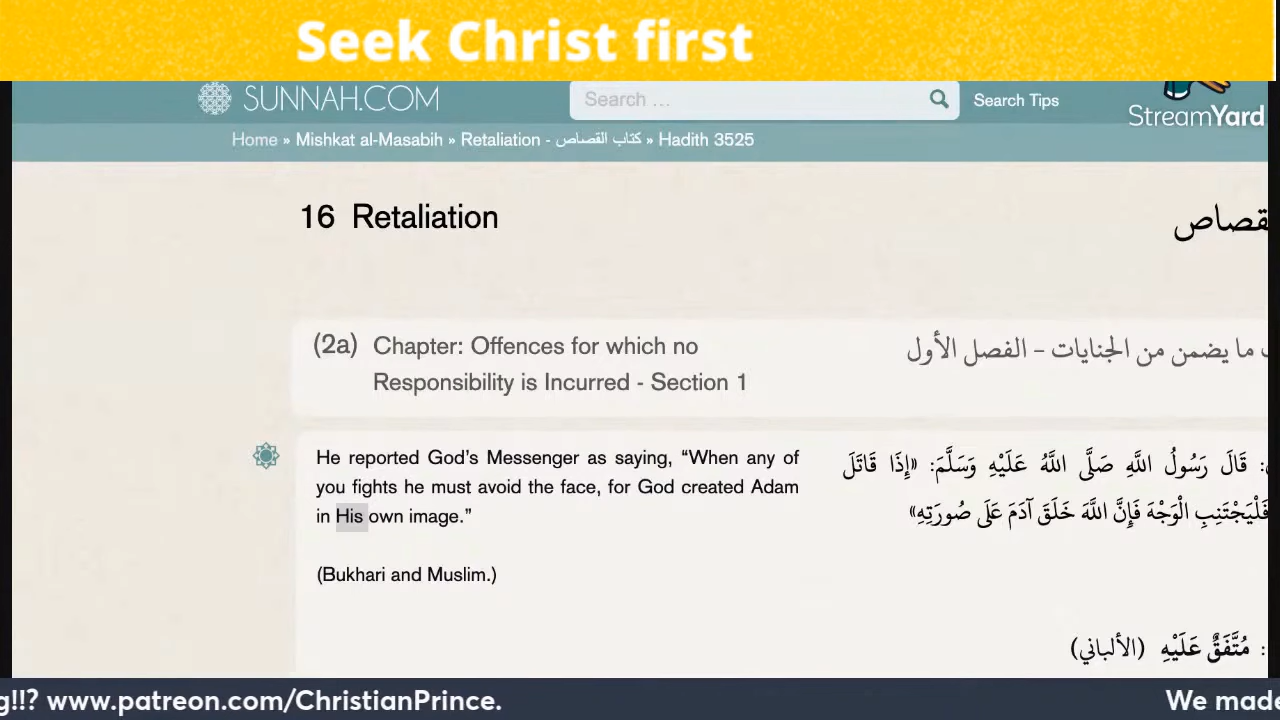 Seek Christ first
SUNNAH.COM
Search ...
Search Tips
StreamYard
Home » Mishkat al-Masabih » Retaliation - كتاب القصاص » Hadith 3525
16 Retaliation
قصاص
(2a) Chapter: Offences for which no
Responsibility is Incurred - Section 1
ما يضمن من الجنايات - الفصل الأول
He reported God's Messenger as saying, “When any of
you fights he must avoid the face, for God created Adam
in His own image.”
(Bukhari and Muslim.)
: قَالَ رَسُولُ اللَّهِ صَلَّى اللَّهُ عَلَيْهِ وَسَلَّمَ: «إِذَا قَاتَلَ
فَلْيَجْتَنِبِ الْوَجْهَ فَإِنَّ اللَّهَ خَلَقَ آدَمَ عَلَى صُورَتِهِ»
: مُتَّفَقٌ عَلَيْهِ (الألباني)
g!!? www.patreon.com/ChristianPrince.
We made